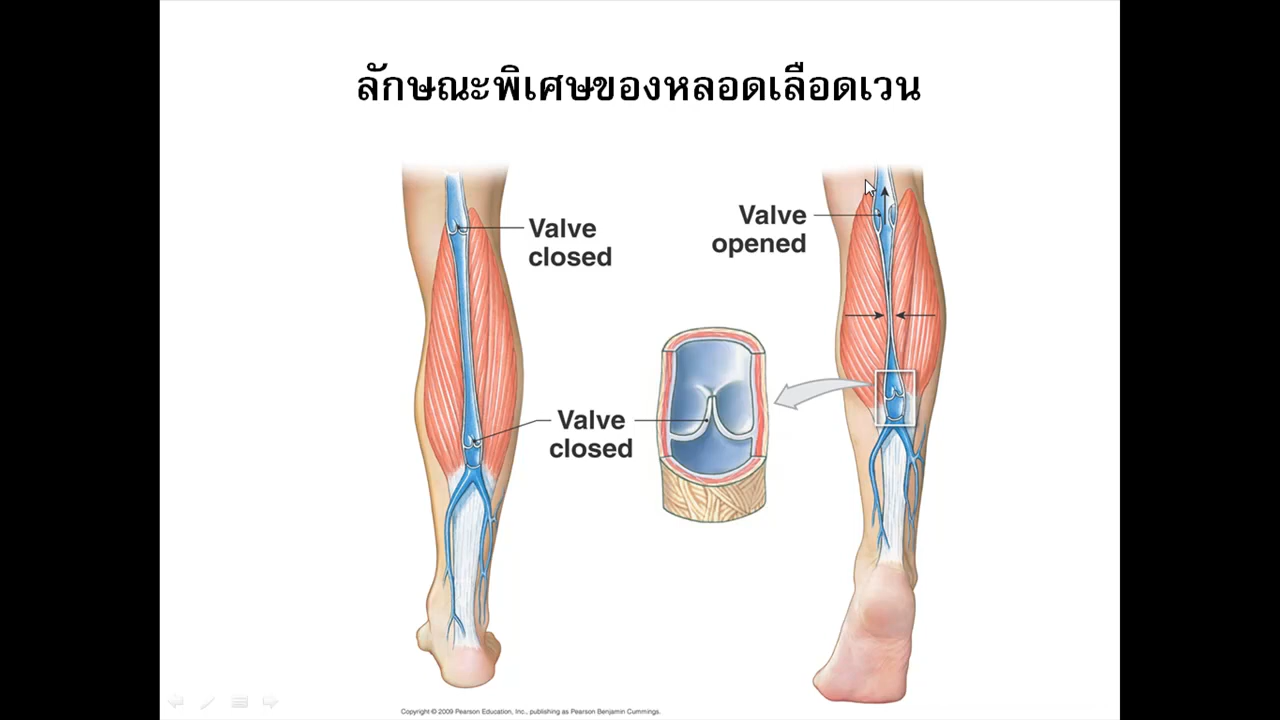 ลักษณะพิเศษของหลอดเลือดเวน
Valve
closed
Valve
opened
Valve
closed
Copyright © 2009 Pearson Education, Inc., publishing as Pearson Benjamin Cummings.